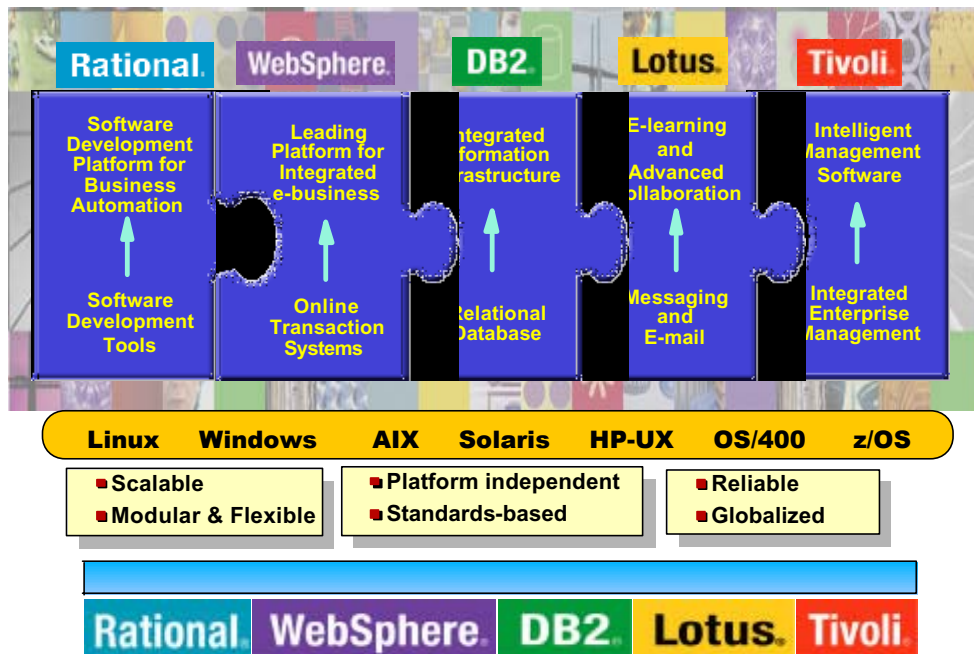 Rational.
WebSphere.
DB2.
Lotus.
Tivoli.
Software
Development
Platform for
Business
Automation
Software
Development
Tools
Leading
Platform for
Integrated
e-business
Online
Transaction
Systems
ntegrated
formation
rastructure
elational
Database
E-learning
and
Advanced
ollaboration
Messaging
and
E-mail
Intelligent
Management
Software
Integrated
Enterprise
Management
Linux Windows AIX Solaris HP-UX OS/400 z/OS
Scalable
Modular & Flexible
Platform independent
Standards-based
Reliable
Globalized
Rational. WebSphere. DB2. Lotus. Tivoli.